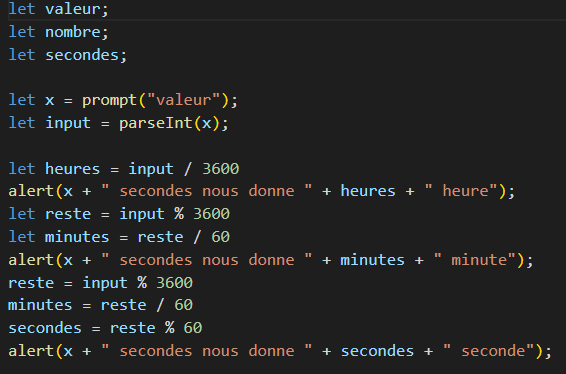 let valeur;
let nombre;
let secondes;
let x = prompt("valeur");
let input = parseInt(x);
let heures = input / 3600
alert(x + " secondes nous donne " + heures + " heure");
let reste = input % 3600
let minutes = reste / 60
alert(x + " secondes nous donne " + minutes + " minute");
reste = input % 3600
minutes = reste / 60
secondes = reste % 60
alert(x + " secondes nous donne " + secondes + " seconde");